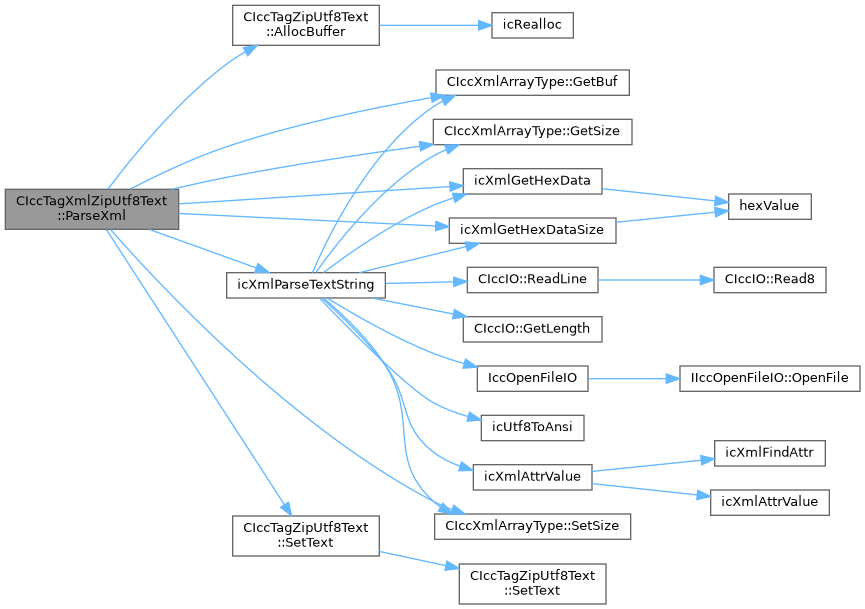 CIccTagZipUtf8Text
::AllocBuffer
icRealloc
CIccXmlArrayType::GetBuf
CIccXmlArrayType::GetSize
icXmlGetHexData
hexValue
CIccTagXmlZipUtf8Text
::ParseXml
icXmlGetHexDataSize
icXmlParseTextString
CIccIO::ReadLine
CIccIO::Read8
CIccIO::GetLength
IccOpenFileIO
IIccOpenFileIO::OpenFile
icUtf8ToAnsi
icXmlFindAttr
icXmlAttrValue
icXmlAttrValue
CIccXmlArrayType::SetSize
CIccTagZipUtf8Text
::SetText
CIccTagZipUtf8Text
::SetText